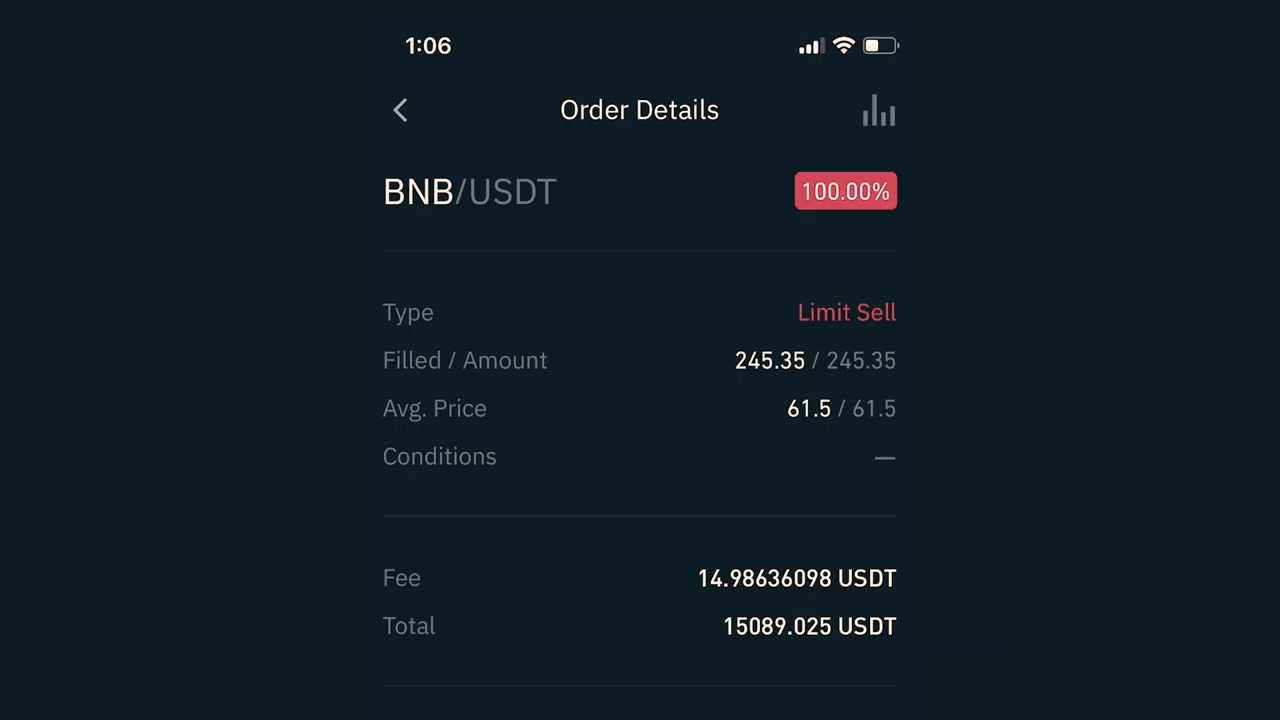 1:06
Order Details
BNB/USDT 100.00%
Type Limit Sell
Filled / Amount 245.35 / 245.35
Avg. Price 61.5 / 61.5
Conditions —
Fee 14.98636098 USDT
Total 15089.025 USDT